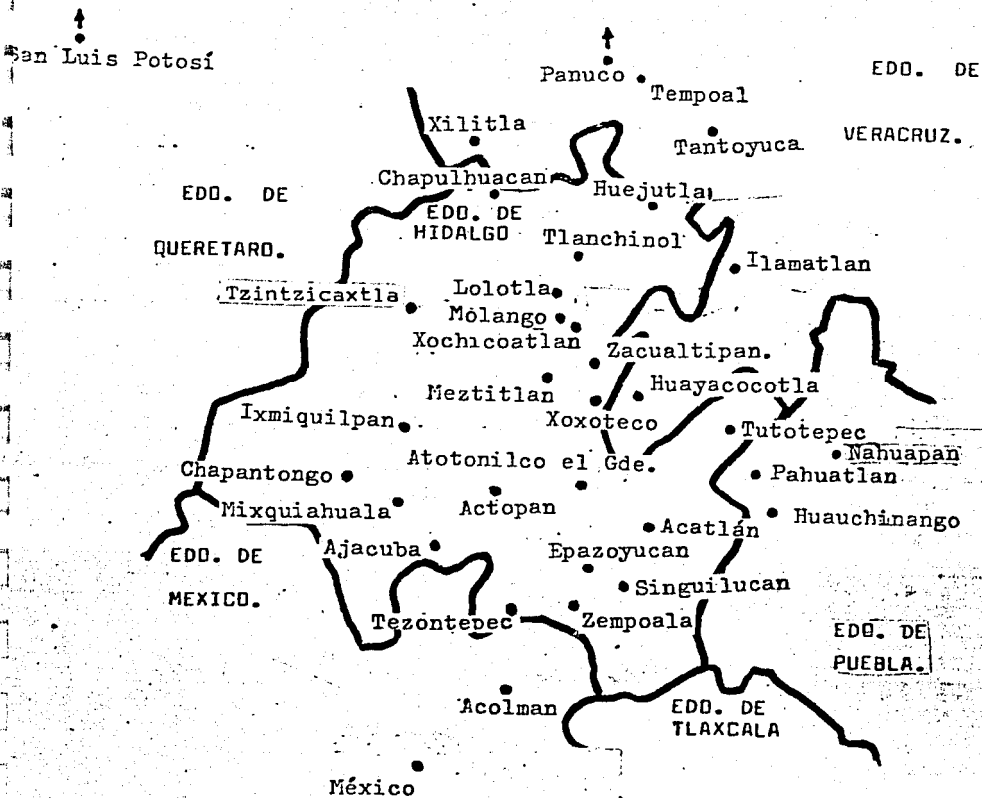 San Luis Potosí
Panuco
EDO. DE
VERACRUZ.
Tempoal
Xilitla
Tantoyuca
Chapulhuacan
Huejutla
EDO. DE
QUERETARO.
EDO. DE
HIDALGO
Tlanchinol
Ilamatlan
Tzintzicaxtla
Lolotla
Molango
Xochicoatlan
Zacualtipan.
Meztitlan
Huayacocotla
Ixmiquilpan
Xoxoteco
Tutotepec
Nahuapan
Atotonilco el Gde.
Chapantongo
Pahuatlan
Mixquiahuala
Actopan
Acatlán
Huauchinango
Ajacuba
Epazoyucan
EDO. DE
MEXICO.
Singuilucan
Tezontepec
Zempoala
EDO. DE
PUEBLA.
Acolman
EDO. DE
TLAXCALA
México